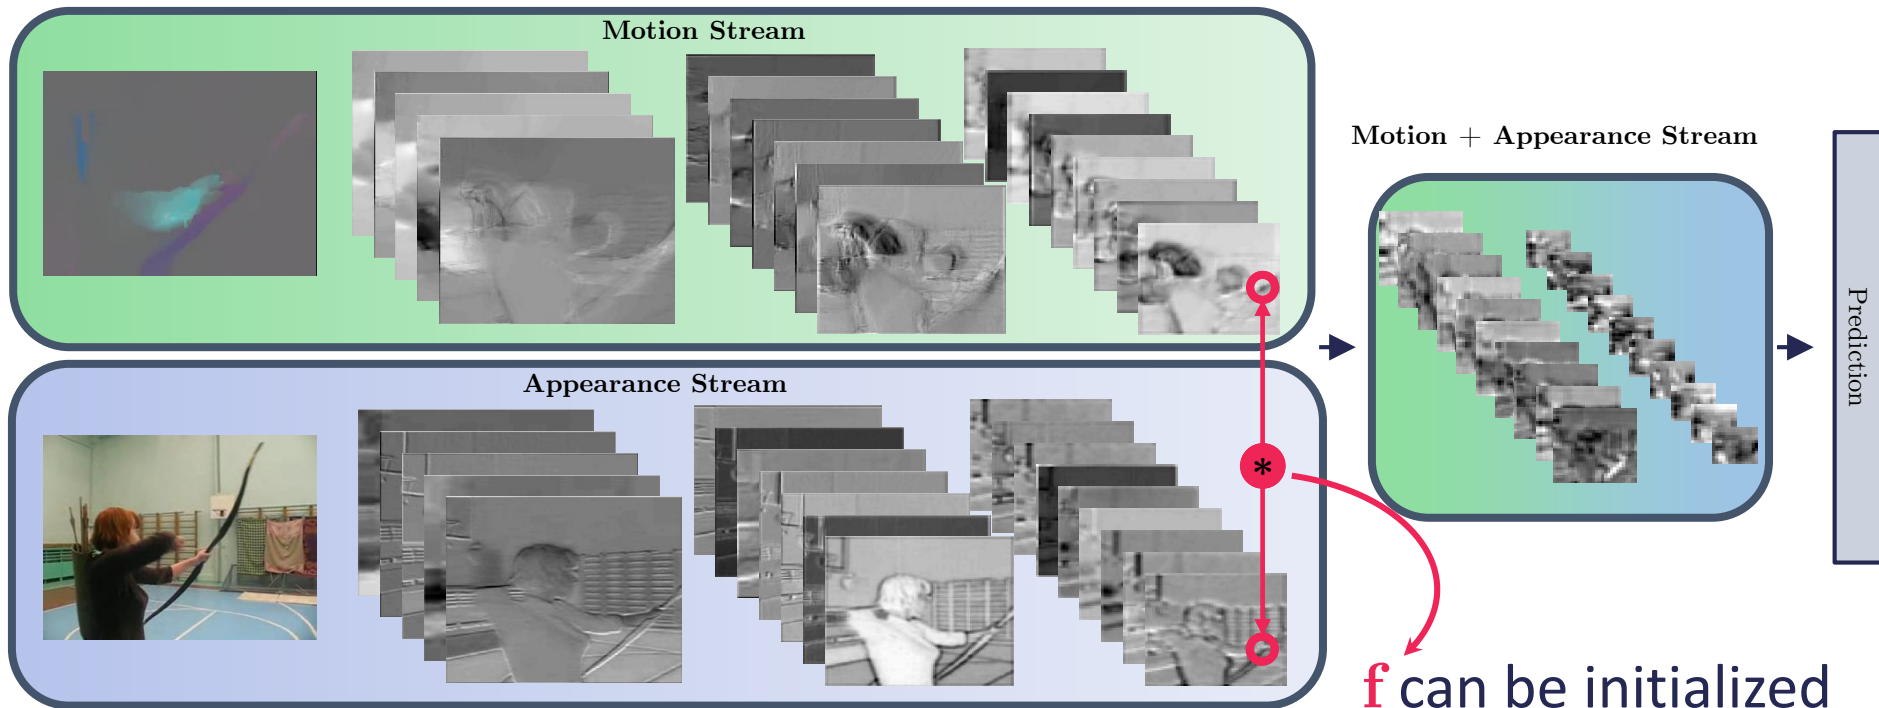 Motion Stream
Motion + Appearance Stream
Prediction
Appearance Stream
*
f can be initialized